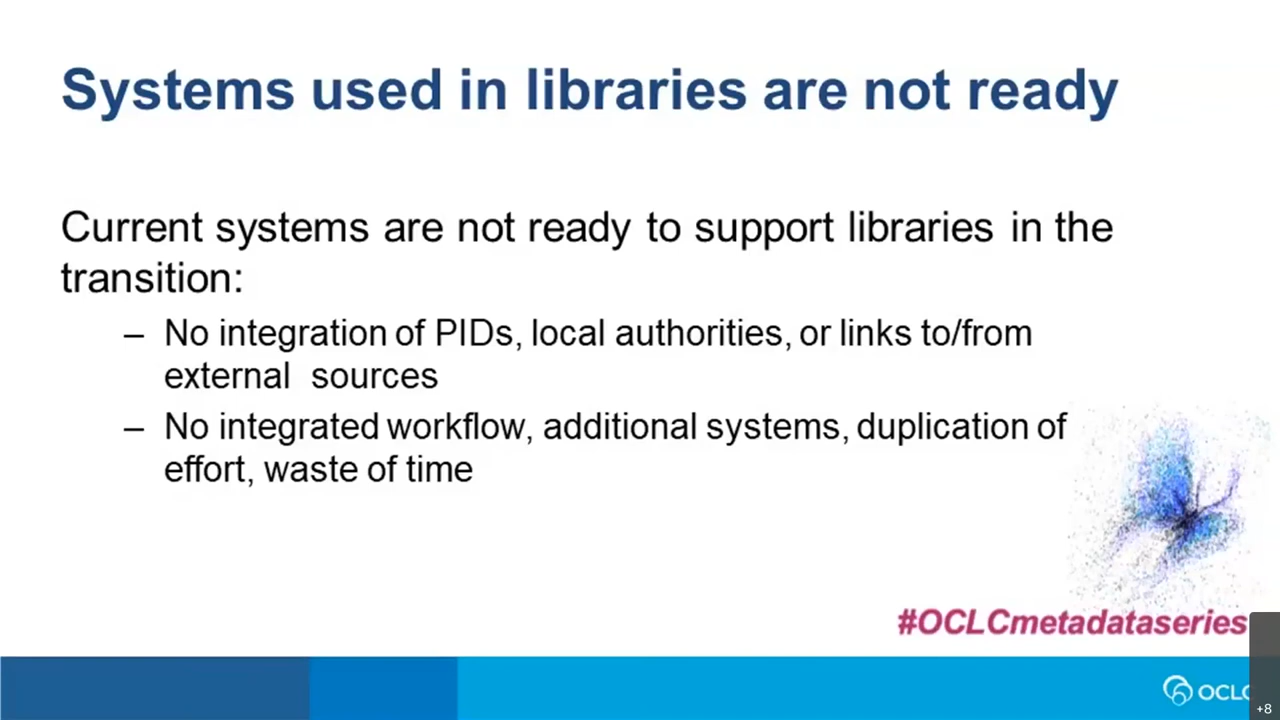 Systems used in libraries are not ready
Current systems are not ready to support libraries in the
transition:
– No integration of PIDs, local authorities, or links to/from
external sources
– No integrated workflow, additional systems, duplication of
effort, waste of time
#OCLCmetadataseries
OCLC
+8